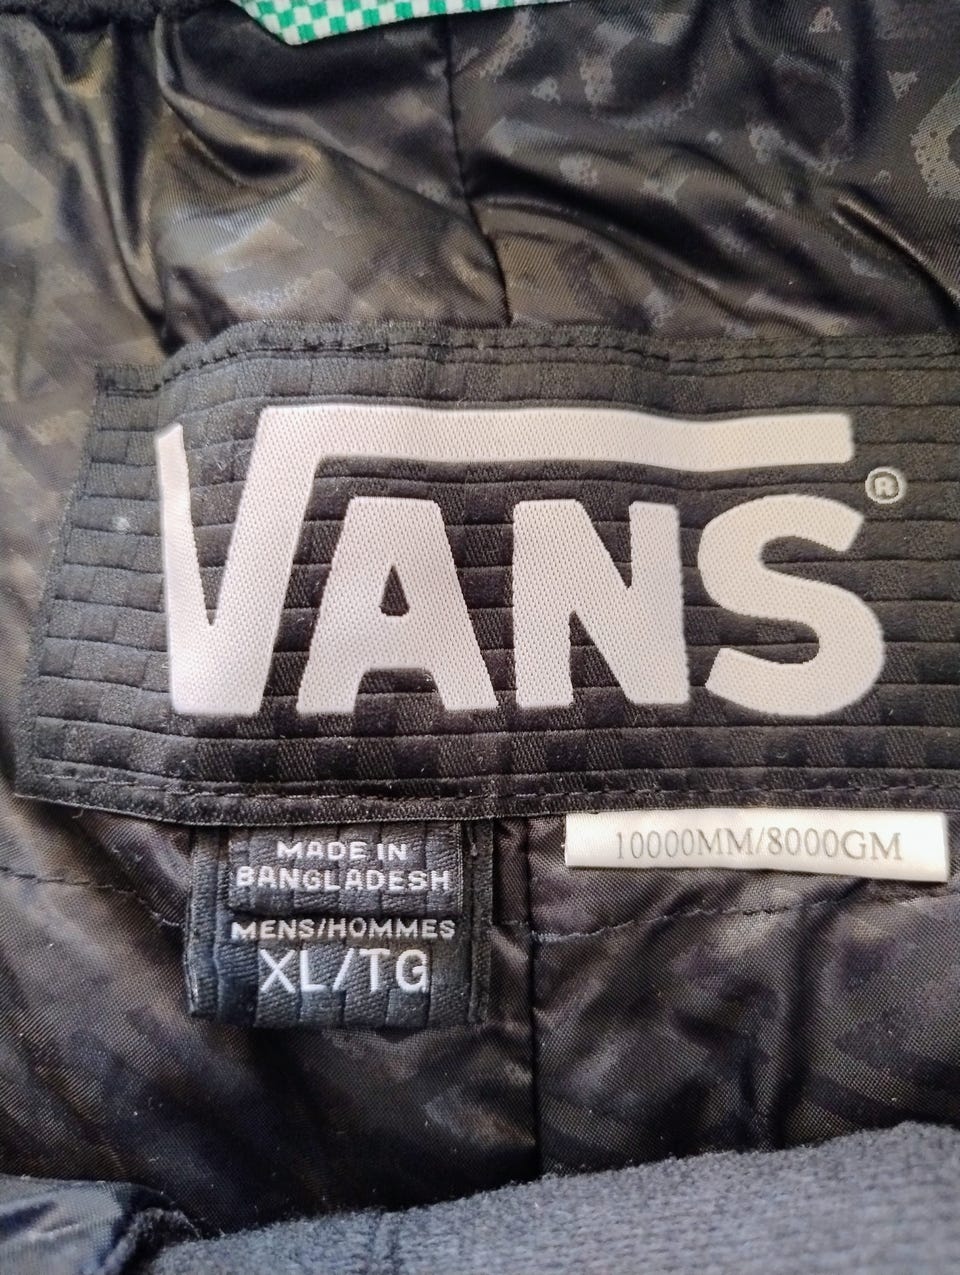 VANS®
10000MM/8000GM
MADE IN
BANGLADESH
MENS/HOMMES
XL/TG